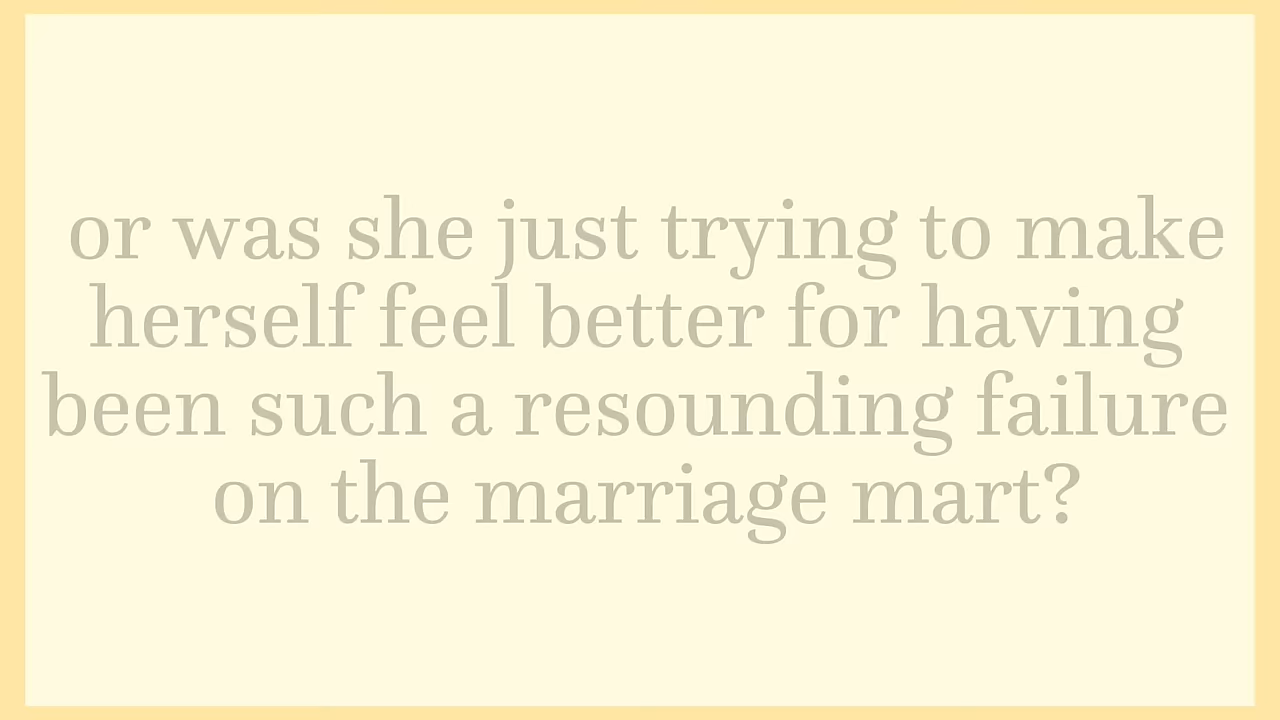 or was she just trying to make
herself feel better for having
been such a resounding failure
on the marriage mart?